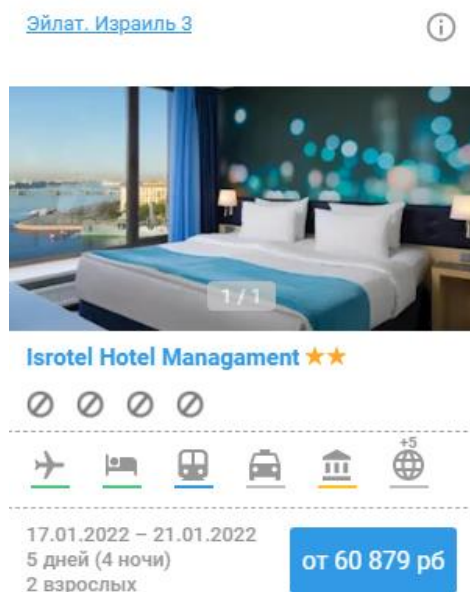 Эйлат. Израиль 3
1/1
Isrotel Hotel Managament
+5
17.01.2022 – 21.01.2022
5 дней (4 ночи)
от 60 879 рб
2 взрослых